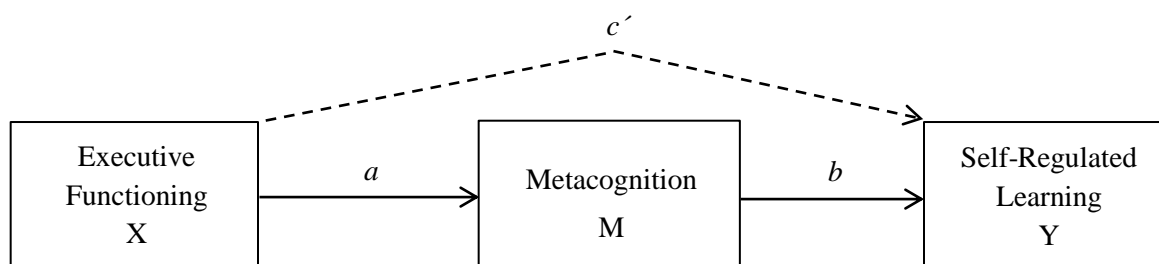 c´
Executive
Functioning
X
a
Metacognition
M
b
Self-Regulated
Learning
Y